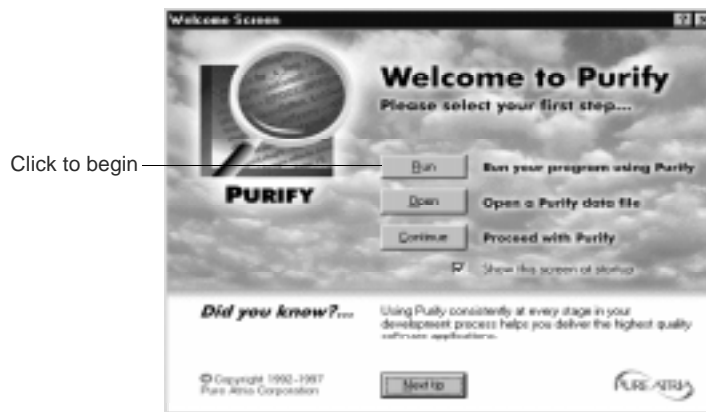 Welcome Screen
Welcome to Purify
Please select your first step...
Click to begin
Run
Run your program using Purify
PURIFY
Open
Open a Purify data file
Continue
Proceed with Purify
Show this screen at startup
Did you know?...
Using Purify consistently at every stage in your
development process helps you deliver the highest quality
software applications.
© Copyright 1992-1997
Pure Atria Corporation
Next tip
PURE ATRIA